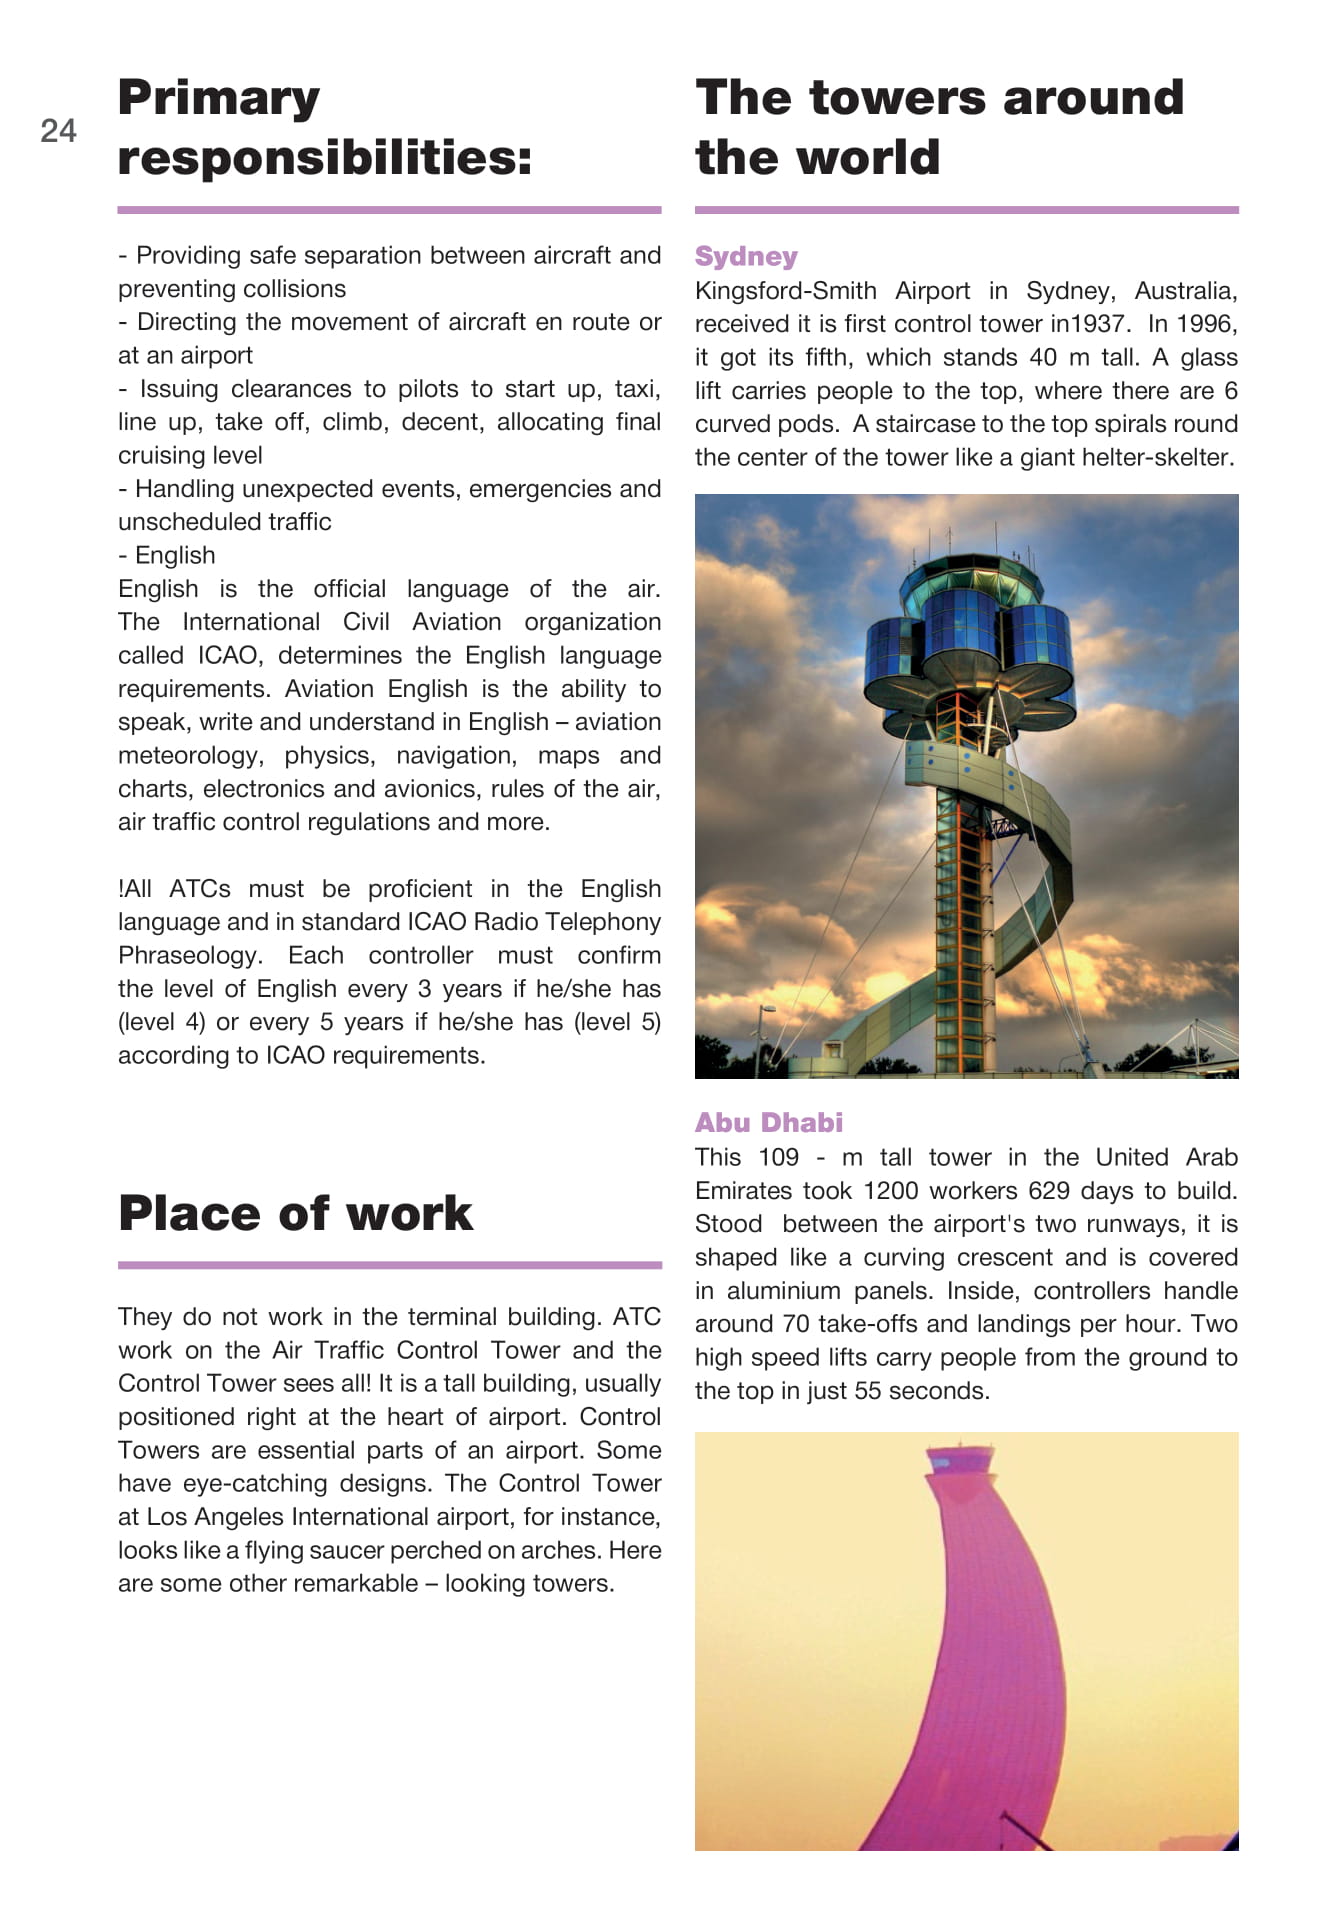 24
Primary
responsibilities:
- Providing safe separation between aircraft and
preventing collisions
- Directing the movement of aircraft en route or
at an airport
- Issuing clearances to pilots to start up, taxi,
line up, take off, climb, decent, allocating final
cruising level
- Handling unexpected events, emergencies and
unscheduled traffic
- English
English is the official language of the air.
The International Civil Aviation organization
called ICAO, determines the English language
requirements. Aviation English is the ability to
speak, write and understand in English – aviation
meteorology, physics, navigation, maps and
charts, electronics and avionics, rules of the air,
air traffic control regulations and more.
!All ATCs must be proficient in the English
language and in standard ICAO Radio Telephony
Phraseology. Each controller must confirm
the level of English every 3 years if he/she has
(level 4) or every 5 years if he/she has (level 5)
according to ICAO requirements.
Place of work
They do not work in the terminal building. ATC
work on the Air Traffic Control Tower and the
Control Tower sees all! It is a tall building, usually
positioned right at the heart of airport. Control
Towers are essential parts of an airport. Some
have eye-catching designs. The Control Tower
at Los Angeles International airport, for instance,
looks like a flying saucer perched on arches. Here
are some other remarkable – looking towers.
The towers around
the world
Sydney
Kingsford-Smith Airport in Sydney, Australia,
received it is first control tower in1937.  In 1996,
it got its fifth, which stands 40 m tall. A glass
lift carries people to the top, where there are 6
curved pods.  A staircase to the top spirals round
the center of the tower like a giant helter-skelter.
Abu Dhabi
This 109 - m tall tower in the United Arab
Emirates took 1200 workers 629 days to build.
Stood  between the airport's two runways, it is
shaped like a curving crescent and is covered
in aluminium panels. Inside, controllers handle
around 70 take-offs and landings per hour. Two
high speed lifts carry people from the ground to
the top in just 55 seconds.